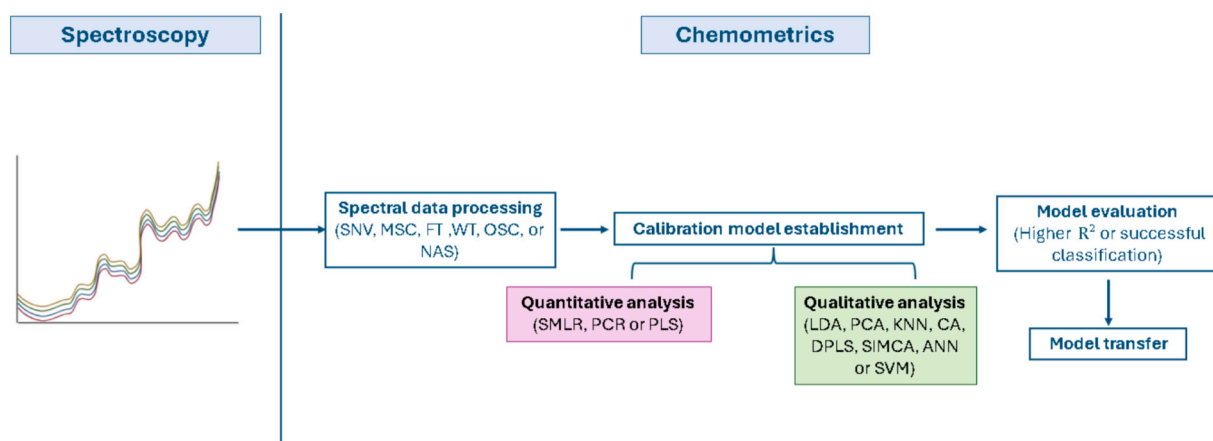 Spectroscopy
Chemometrics
Spectral data processing
(SNV, MSC, FT ,WT, OSC, or
NAS)
Calibration model establishment
Quantitative analysis
(SMLR, PCR or PLS)
Qualitative analysis
(LDA, PCA, KNN, CA,
DPLS, SIMCA, ANN
or SVM)
Model evaluation
(Higher R² or successful
classification)
Model transfer